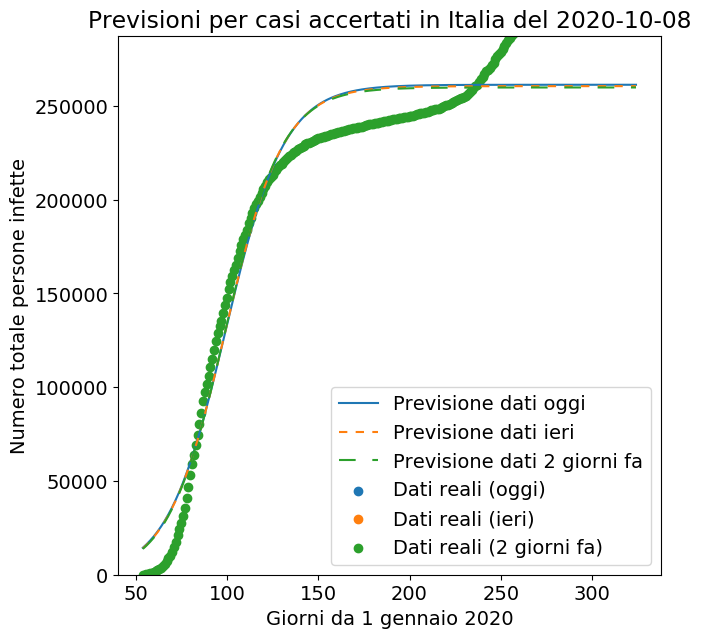 Previsioni per casi accertati in Italia del 2020-10-08
Numero totale persone infette
250000
200000
150000
100000
50000
0
50
100
150
200
250
300
Giorni da 1 gennaio 2020
Previsione dati oggi
Previsione dati ieri
Previsione dati 2 giorni fa
Dati reali (oggi)
Dati reali (ieri)
Dati reali (2 giorni fa)